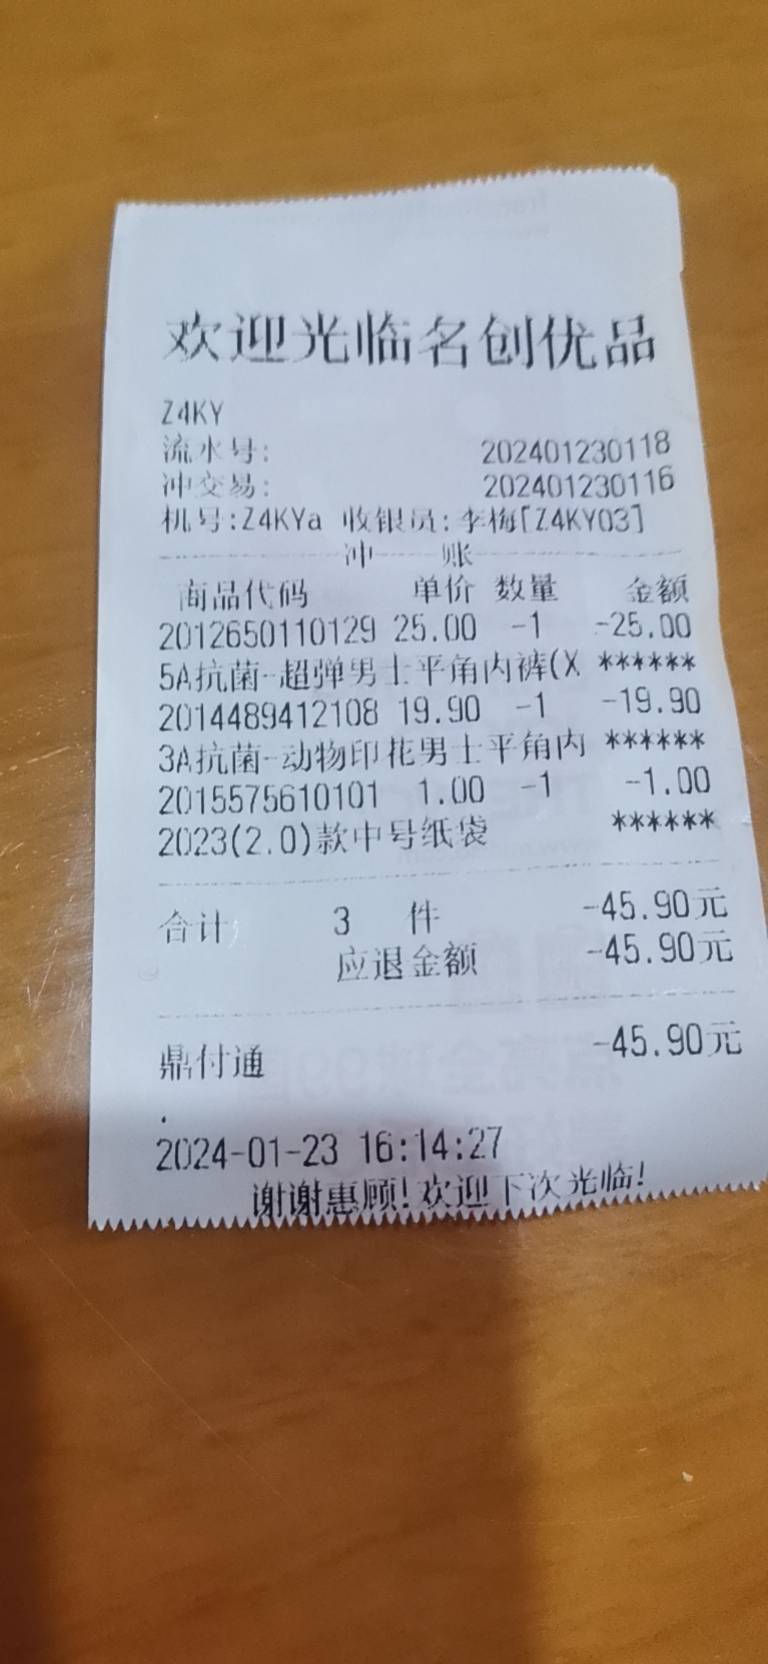 欢迎光临名创优品
Z4KY
流水号: 202401230118
冲交易: 202401230116
机号:Z4KYa 收银员:李梅[Z4KY03]
冲 账
商品代码 单价 数量 金额
2012650110129 25.00 -1 -25.00
5A抗菌-超弹男士平角内裤(X ******
2014489412108 19.90 -1 -19.90
3A抗菌-动物印花男士平角内 ******
2015575610101 1.00 -1 -1.00
2023(2.0)款中号纸袋 ******
合计 3 件 -45.90元
应退金额 -45.90元
鼎付通 -45.90元
.
2024-01-23 16:14:27
谢谢惠顾!欢迎下次光临!